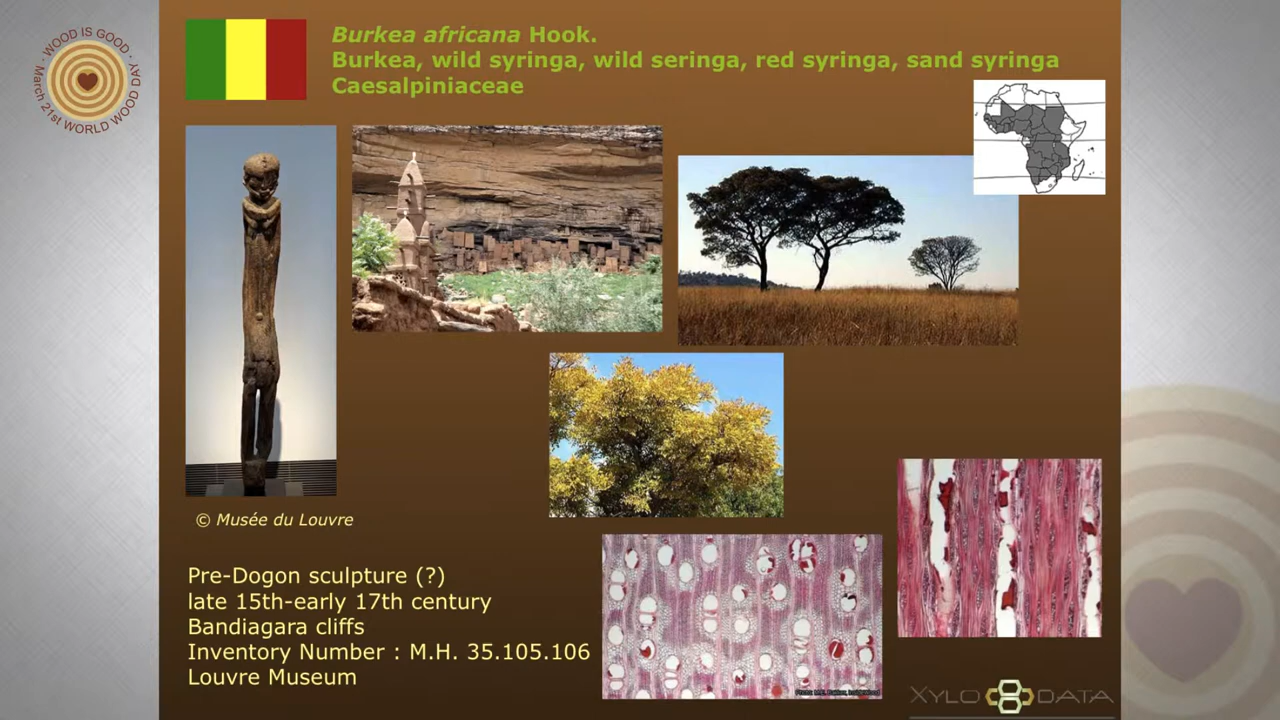 WOOD IS GOOD · WOOD DAY
March 21st WORLD
Burkea africana Hook.
Burkea, wild syringa, wild seringa, red syringa, sand syringa
Caesalpiniaceae
© Musée du Louvre
Pre-Dogon sculpture (?)
late 15th-early 17th century
Bandiagara cliffs
Inventory Number : M.H. 35.105.106
Louvre Museum
XYLO DATA